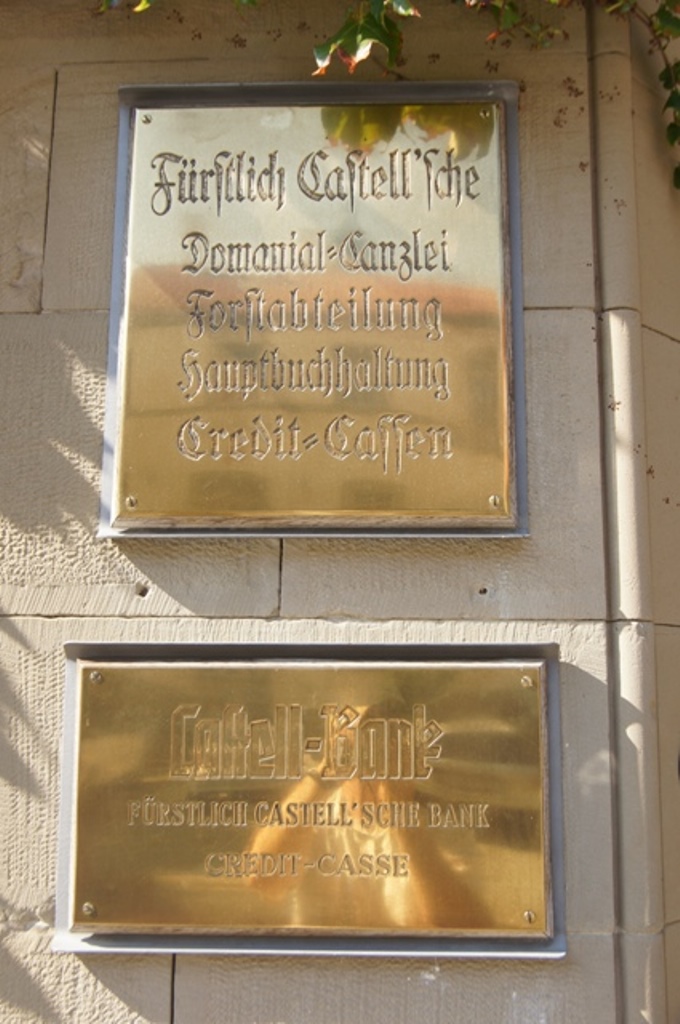 Fürstlich Castell'sche
Domanial-Canzlei
Forstabteilung
Hauptbuchhaltung
Credit-Cassen
Castell-Bank
FÜRSTLICH CASTELL'SCHE BANK
CREDIT-CASSE